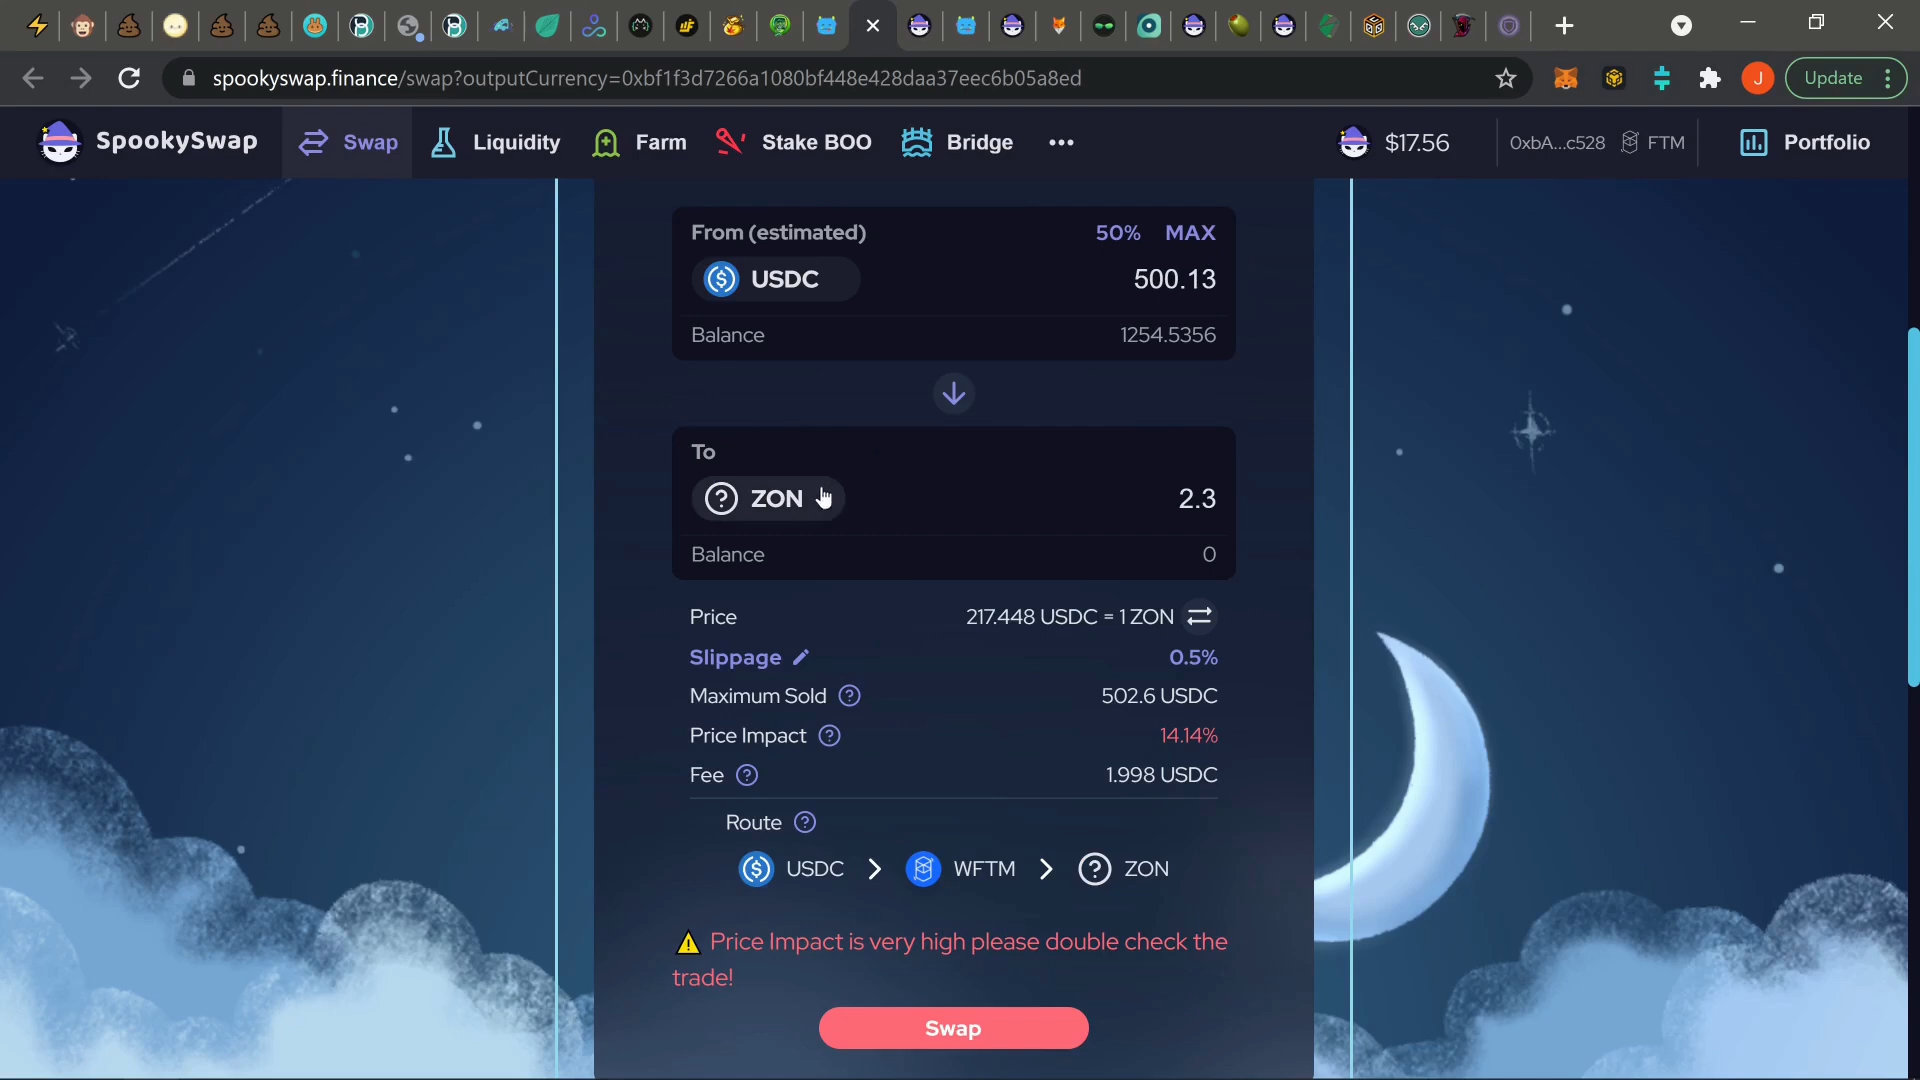 spookyswap.finance/swap?outputCurrency=0xbf1f3d7266a1080bf448e428daa37eec6b05a8ed
J
Update
SpookySwap
Swap
Liquidity
Farm
Stake BOO
Bridge
$17.56
0xbA...c528
FTM
Portfolio
From (estimated)
50% MAX
USDC
500.13
Balance
1254.5356
To
ZON
2.3
Balance
0
Price
217.448 USDC = 1 ZON
Slippage
0.5%
Maximum Sold
502.6 USDC
Price Impact
14.14%
Fee
1.998 USDC
Route
USDC > WFTM > ZON
Price Impact is very high please double check the
trade!
Swap